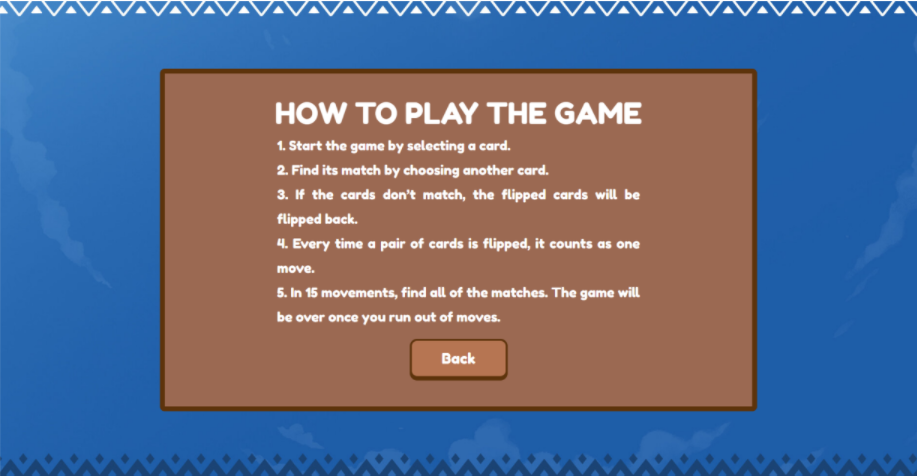 HOW TO PLAY THE GAME
1. Start the game by selecting a card.
2. Find its match by choosing another card.
3. If the cards don't match, the flipped cards will be
flipped back.
4. Every time a pair of cards is flipped, it counts as one
move.
5. In 15 movements, find all of the matches. The game will
be over once you run out of moves.
Back